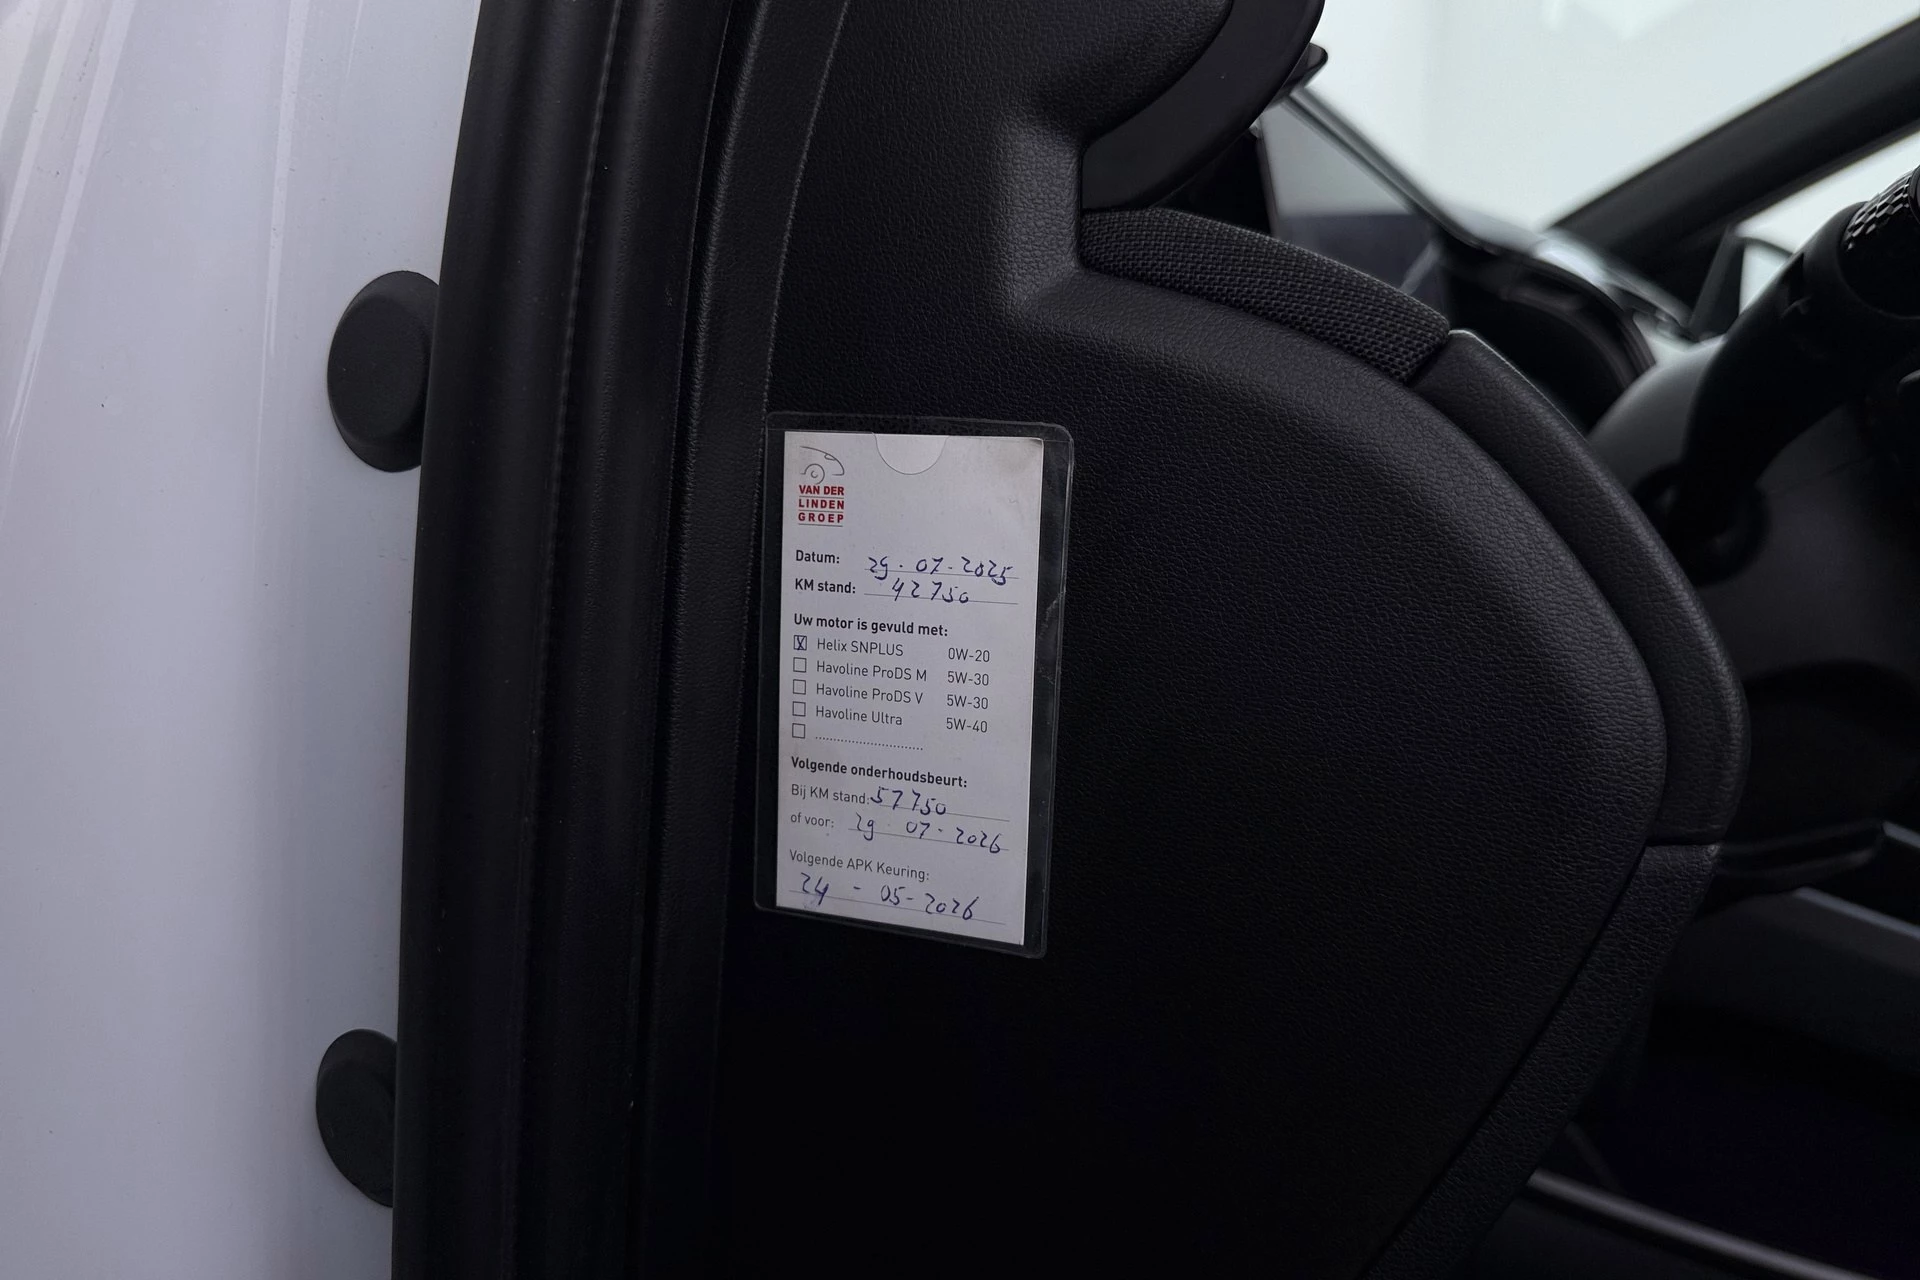 VAN DER
LINDEN
GROEP
Datum: 29.07-2025
KM stand: 42750
Uw motor is gevuld met:
X Helix SNPLUS 0W-20
Havoline ProDS M 5W-30
Havoline ProDS V 5W-30
Havoline Ultra 5W-40
............................
Volgende onderhoudsbeurt:
Bij KM stand: 57750
of voor: 29 07-2026
Volgende APK Keuring:
24 - 05-2026